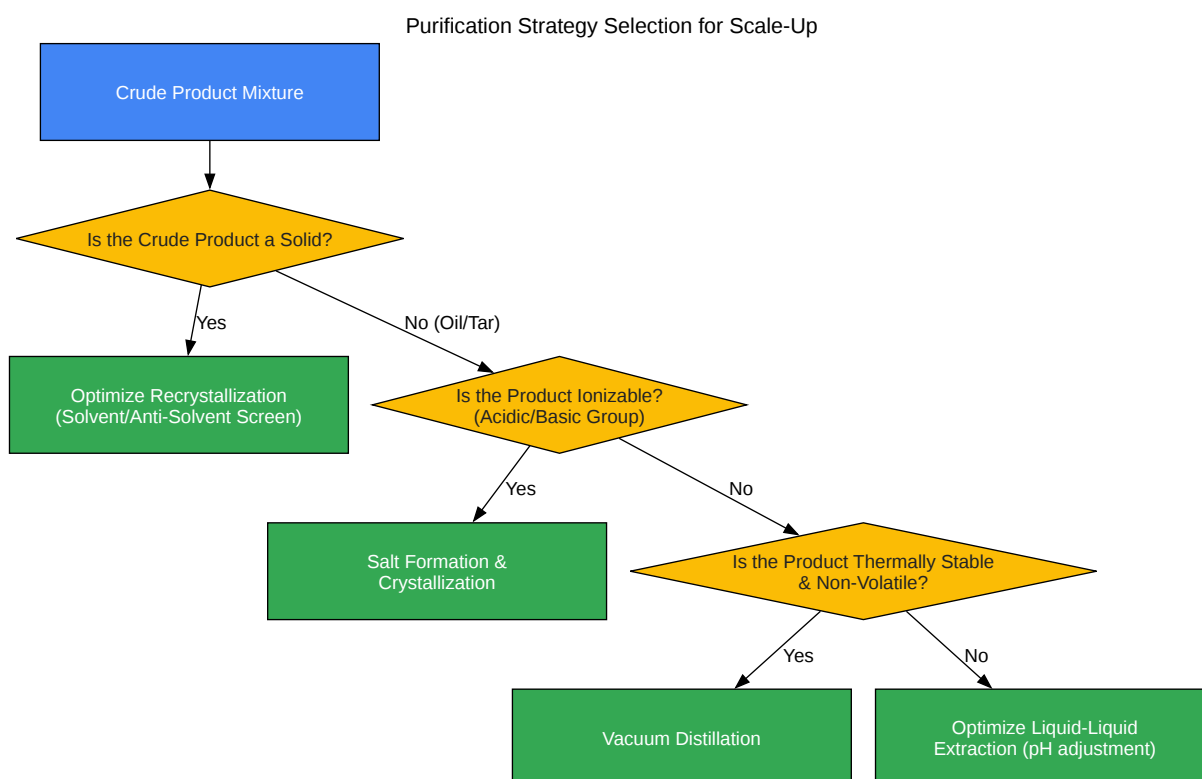 Purification Strategy Selection for Scale-Up
Crude Product Mixture
Is the Crude Product a Solid?
Yes
No (Oil/Tar)
Optimize Recrystallization
(Solvent/Anti-Solvent Screen)
Is the Product Ionizable?
(Acidic/Basic Group)
Yes
No
Salt Formation &
Crystallization
Is the Product Thermally Stable
& Non-Volatile?
Yes
No
Vacuum Distillation
Optimize Liquid-Liquid
Extraction (pH adjustment)